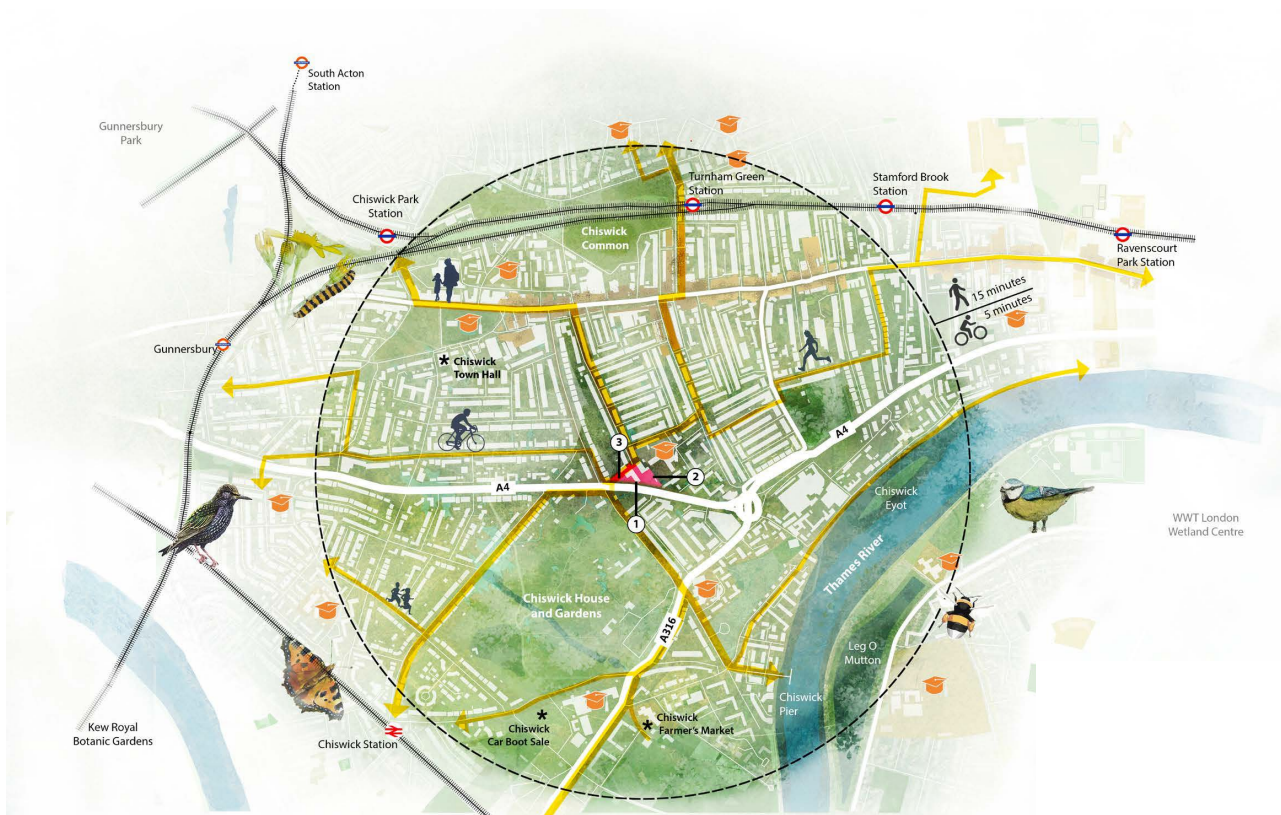 South Acton
Station
Gunnersbury
Park
Turnham Green
Station
Stamford Brook
Station
Chiswick Park
Station
Chiswick
Common
Ravenscourt
Park Station
15 minutes
5 minutes
Gunnersbury
* Chiswick
Town Hall
A4
3
2
A4
1
Chiswick
Eyot
WWT London
Wetland Centre
Thames River
Chiswick House
and Gardens
A316
Leg O
Mutton
Chiswick
Pier
Kew Royal
Botanic Gardens
Chiswick Station
*
Chiswick
Car Boot Sale
* Chiswick
Farmer's Market